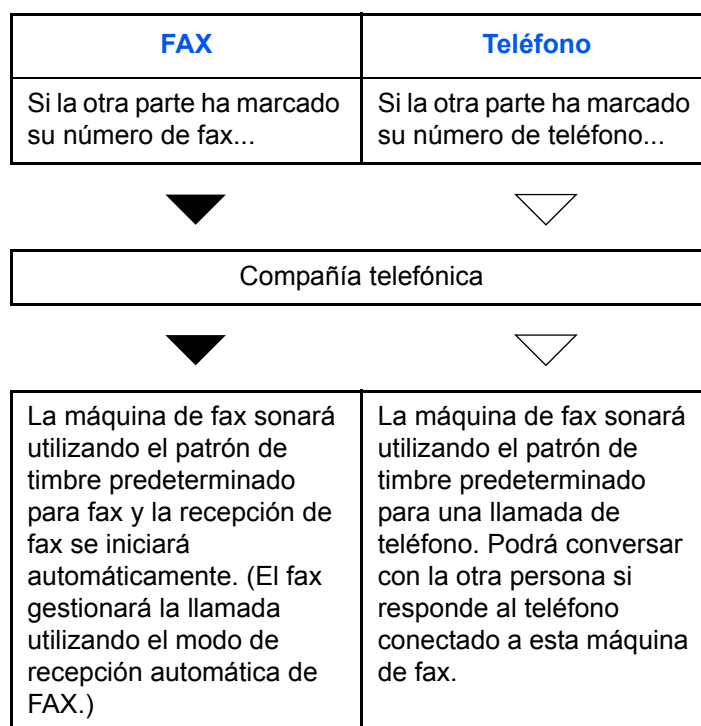 FAX
Teléfono
Si la otra parte ha marcado
su número de fax...
Si la otra parte ha marcado
su número de teléfono...
Compañía telefónica
La máquina de fax sonará
utilizando el patrón de
timbre predeterminado
para fax y la recepción de
fax se iniciará
automáticamente. (El fax
gestionará la llamada
utilizando el modo de
recepción automática de
FAX.)
La máquina de fax sonará
utilizando el patrón de
timbre predeterminado
para una llamada de
teléfono. Podrá conversar
con la otra persona si
responde al teléfono
conectado a esta máquina
de fax.